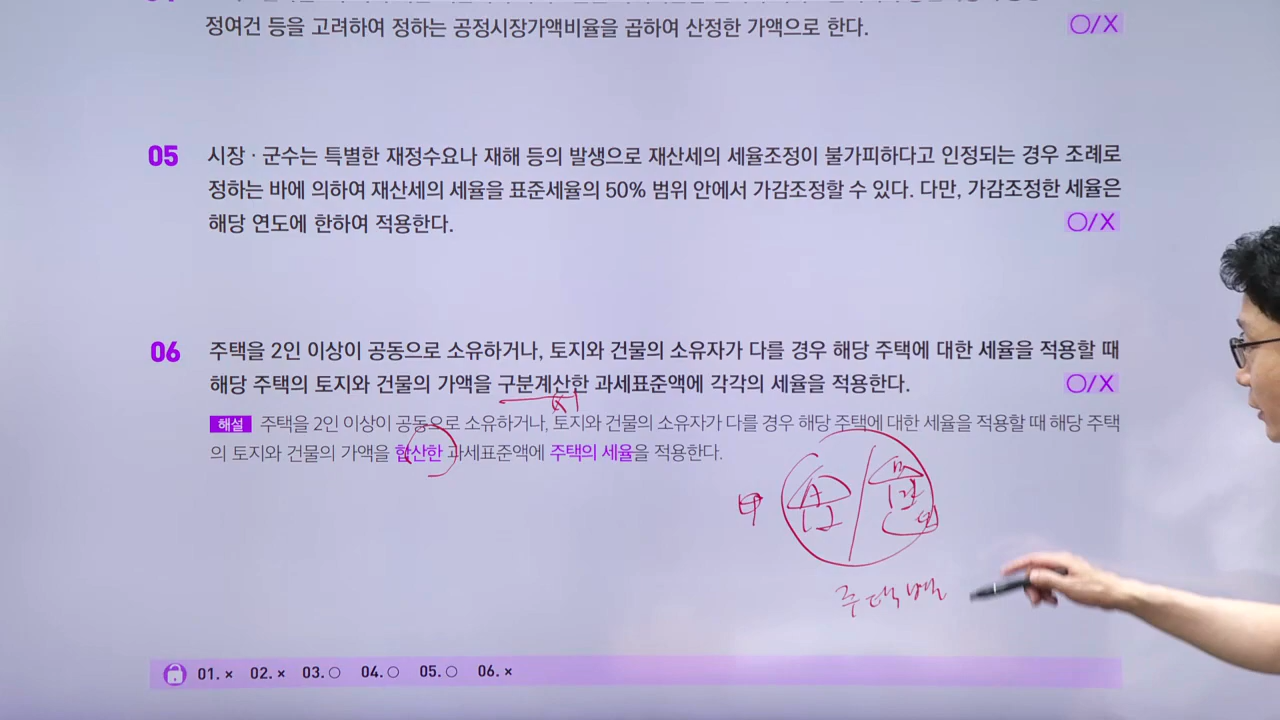 정여건 등을 고려하여 정하는 공정시장가액비율을 곱하여 산정한 가액으로 한다.
O/X
05
시장 · 군수는 특별한 재정수요나 재해 등의 발생으로 재산세의 세율조정이 불가피하다고 인정되는 경우 조례로
정하는 바에 의하여 재산세의 세율을 표준세율의 50% 범위 안에서 가감조정할 수 있다. 다만, 가감조정한 세율은
해당 연도에 한하여 적용한다.
O/X
06
주택을 2인 이상이 공동으로 소유하거나, 토지와 건물의 소유자가 다를 경우 해당 주택에 대한 세율을 적용할 때
해당 주택의 토지와 건물의 가액을 구분계산한 과세표준액에 각각의 세율을 적용한다.
O/X
해설 주택을 2인 이상이 공동으로 소유하거나, 토지와 건물의 소유자가 다를 경우 해당 주택에 대한 세율을 적용할 때 해당 주택
의 토지와 건물의 가액을 합산한 과세표준액에 주택의 세율을 적용한다.
甲
주택별
01. × 02. × 03. ○ 04. ○ 05. ○ 06. ×